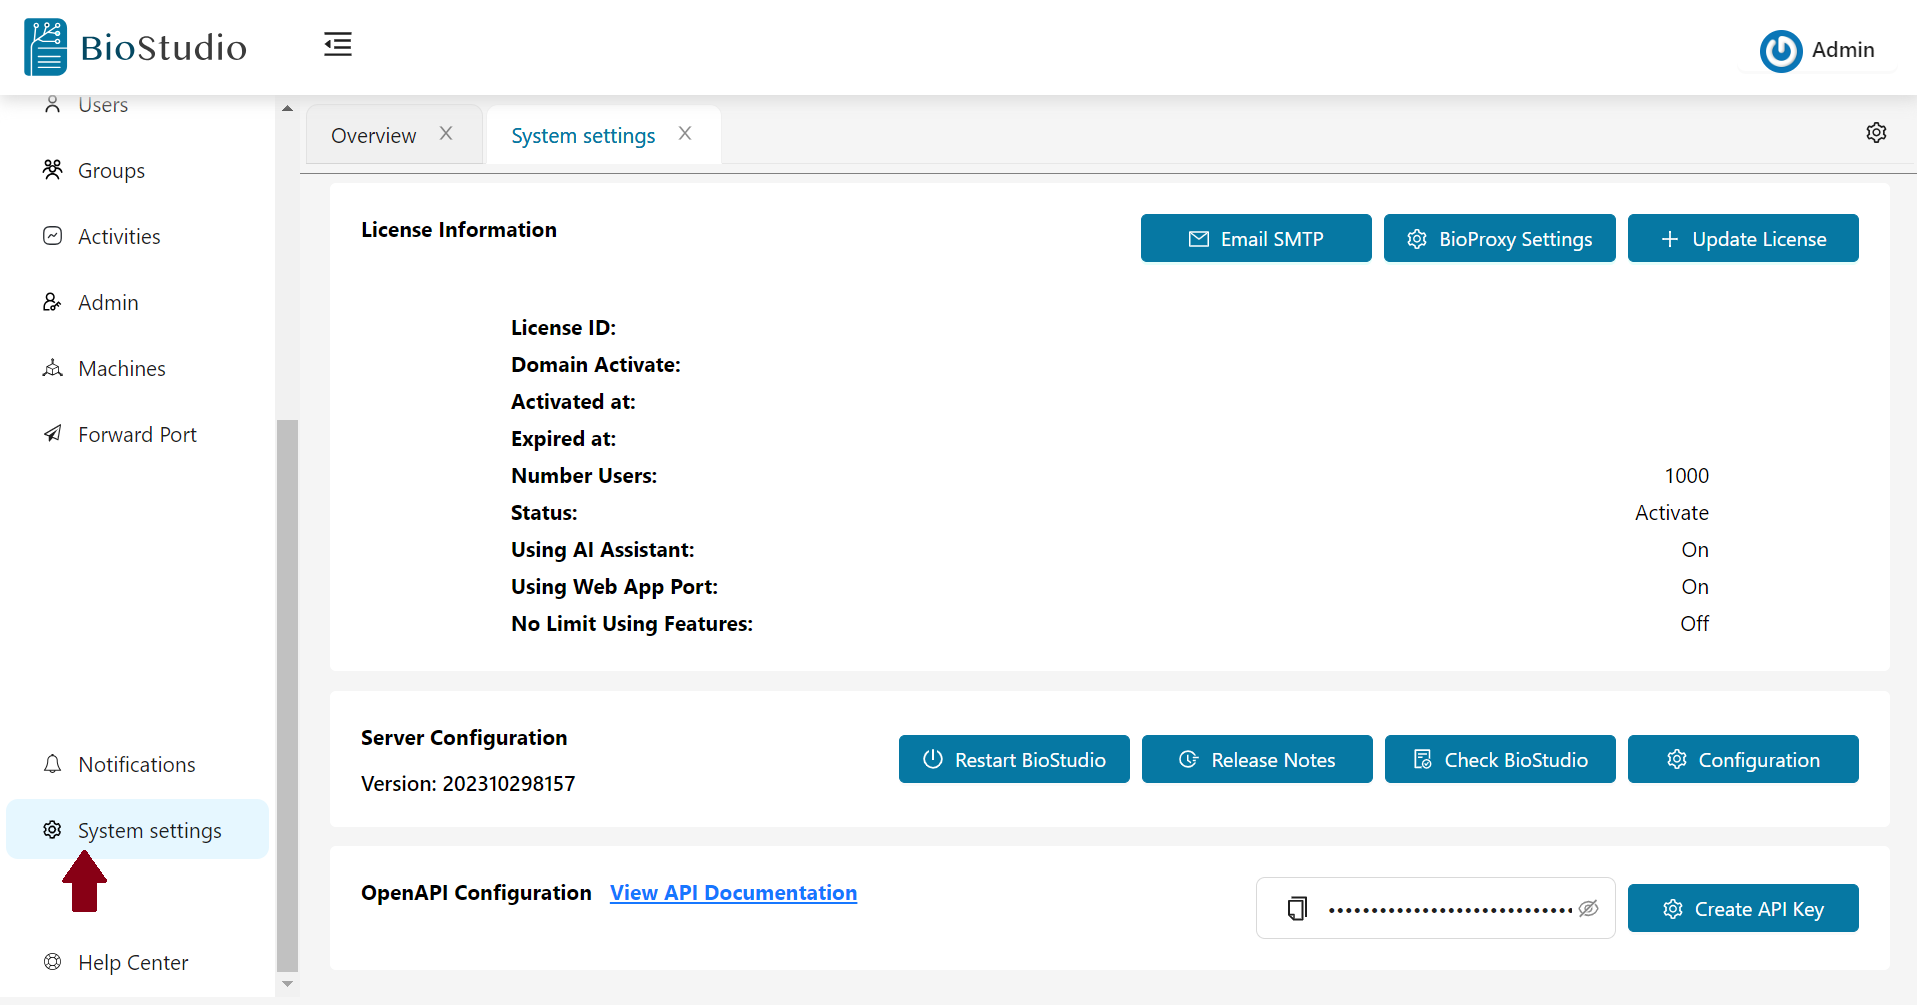 BioStudio
Admin
Users
Groups
Activities
Admin
Machines
Forward Port
Notifications
System settings
Help Center
Overview
System settings
License Information
Email SMTP
BioProxy Settings
Update License
License ID:
Domain Activate:
Activated at:
Expired at:
Number Users: 1000
Status: Activate
Using AI Assistant: On
Using Web App Port: On
No Limit Using Features: Off
Server Configuration
Version: 202310298157
Restart BioStudio
Release Notes
Check BioStudio
Configuration
OpenAPI Configuration View API Documentation
Create API Key